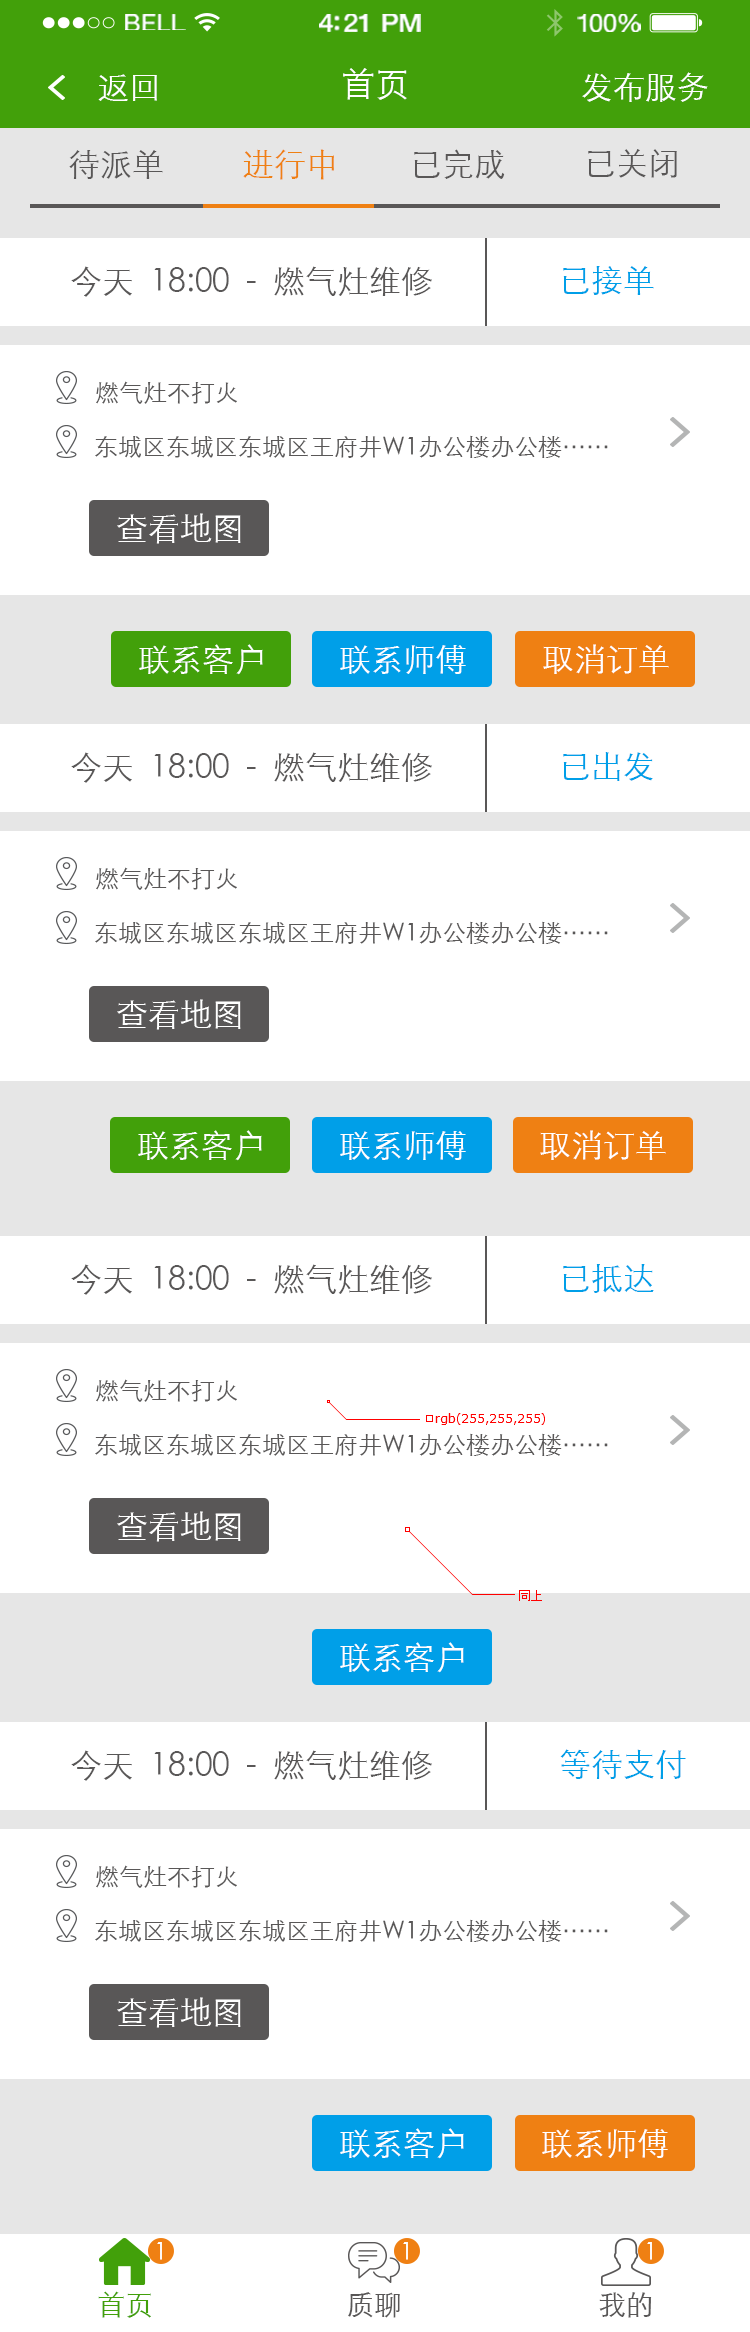 BELL 4:21 PM 100%
返回 首页 发布服务
待派单 进行中 已完成 已关闭
今天 18:00 - 燃气灶维修 已接单
燃气灶不打火
东城区东城区东城区王府井W1办公楼办公楼……
查看地图
联系客户 联系师傅 取消订单
今天 18:00 - 燃气灶维修 已出发
燃气灶不打火
东城区东城区东城区王府井W1办公楼办公楼……
查看地图
联系客户 联系师傅 取消订单
今天 18:00 - 燃气灶维修 已抵达
燃气灶不打火
rgb(255,255,255)
东城区东城区东城区王府井W1办公楼办公楼……
查看地图
同上
联系客户
今天 18:00 - 燃气灶维修 等待支付
燃气灶不打火
东城区东城区东城区王府井W1办公楼办公楼……
查看地图
联系客户 联系师傅
1 1 1
首页 质聊 我的